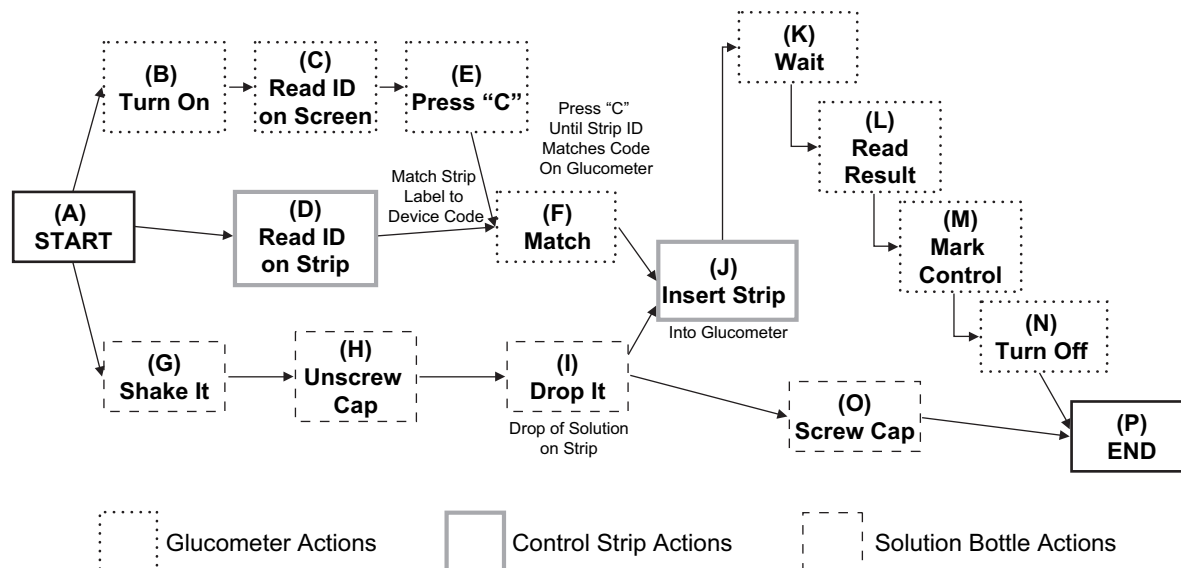 (B)
Turn On
(C)
Read ID
on Screen
(E)
Press “C”
Press “C”
Until Strip ID
Matches Code
On Glucometer
(K)
Wait
(L)
Read
Result
Match Strip
Label to
Device Code
(A)
START
(D)
Read ID
on Strip
(F)
Match
(M)
Mark
Control
(J)
Insert Strip
Into Glucometer
(N)
Turn Off
(G)
Shake It
(H)
Unscrew
Cap
(I)
Drop It
Drop of Solution
on Strip
(O)
Screw Cap
(P)
END
Glucometer Actions
Control Strip Actions
Solution Bottle Actions